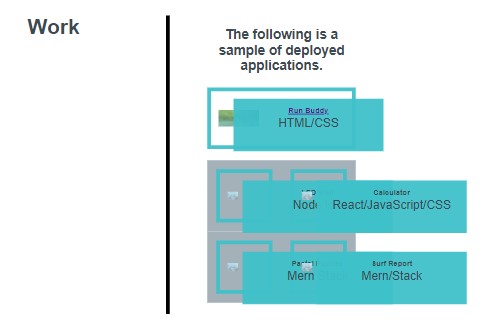 Work
The following is a
sample of deployed
applications.
Run Buddy
HTML/CSS
Calculator
Node React/JavaScript/CSS
Surf Report
Mern Mern/Stack